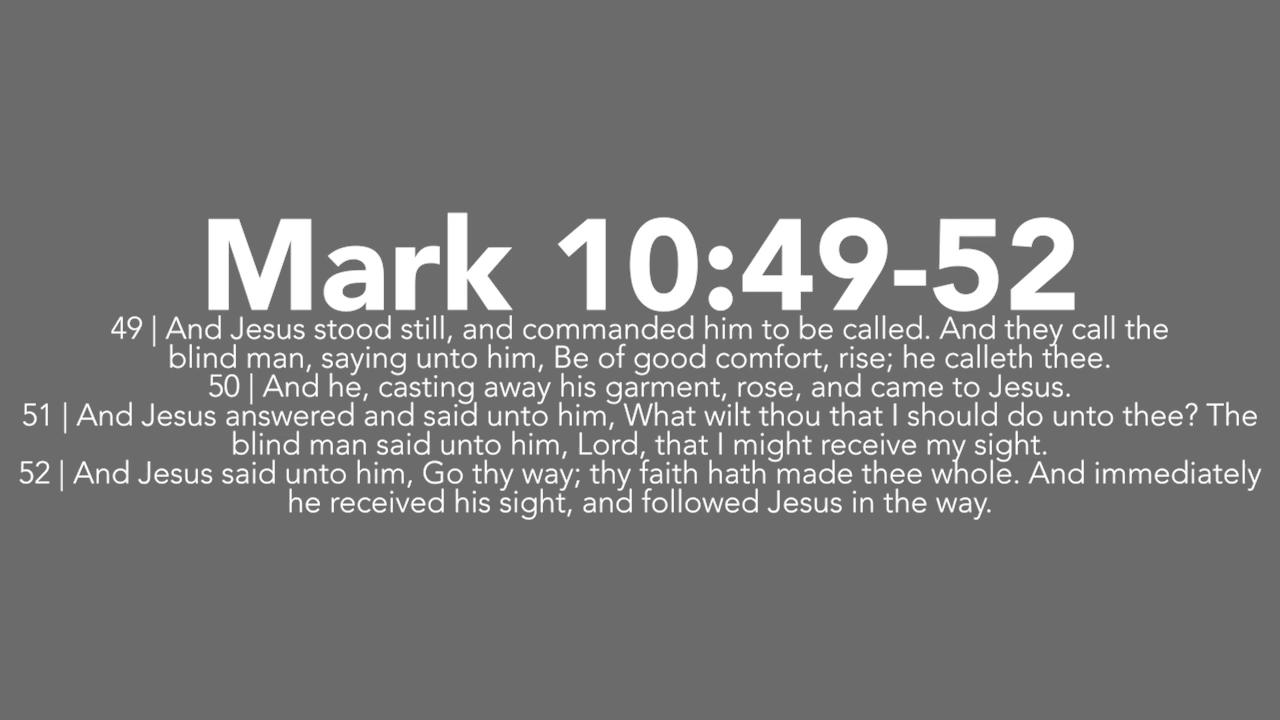 Mark 10:49-52
49 | And Jesus stood still, and commanded him to be called. And they call the
blind man, saying unto him, Be of good comfort, rise; he calleth thee.
50 | And he, casting away his garment, rose, and came to Jesus.
51 | And Jesus answered and said unto him, What wilt thou that I should do unto thee? The
blind man said unto him, Lord, that I might receive my sight.
52 | And Jesus said unto him, Go thy way; thy faith hath made thee whole. And immediately
he received his sight, and followed Jesus in the way.